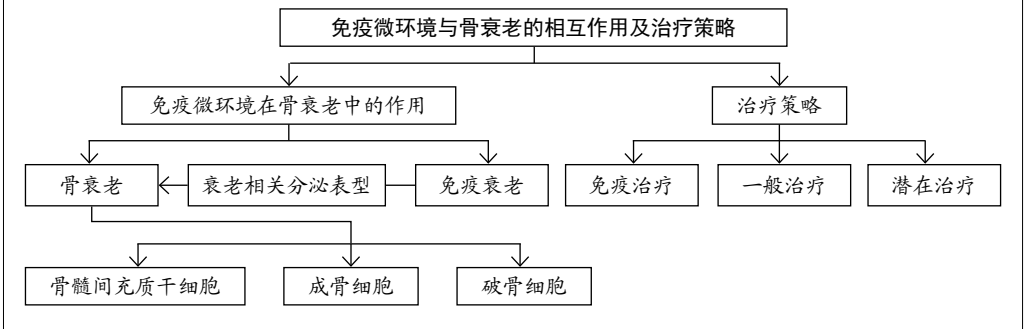 免疫微环境与骨衰老的相互作用及治疗策略
免疫微环境在骨衰老中的作用
治疗策略
骨衰老
衰老相关分泌表型
免疫衰老
免疫治疗
一般治疗
潜在治疗
骨髓间充质干细胞
成骨细胞
破骨细胞